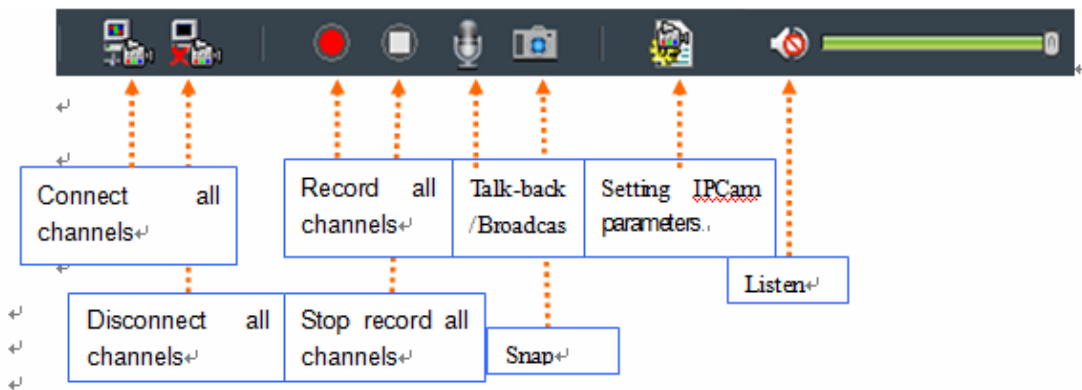 Connect all
channels
Record all
channels
Talk-back
/Broadcas
Setting IPCam
parameters.
Listen
Disconnect all
channels
Stop record all
channels
Snap